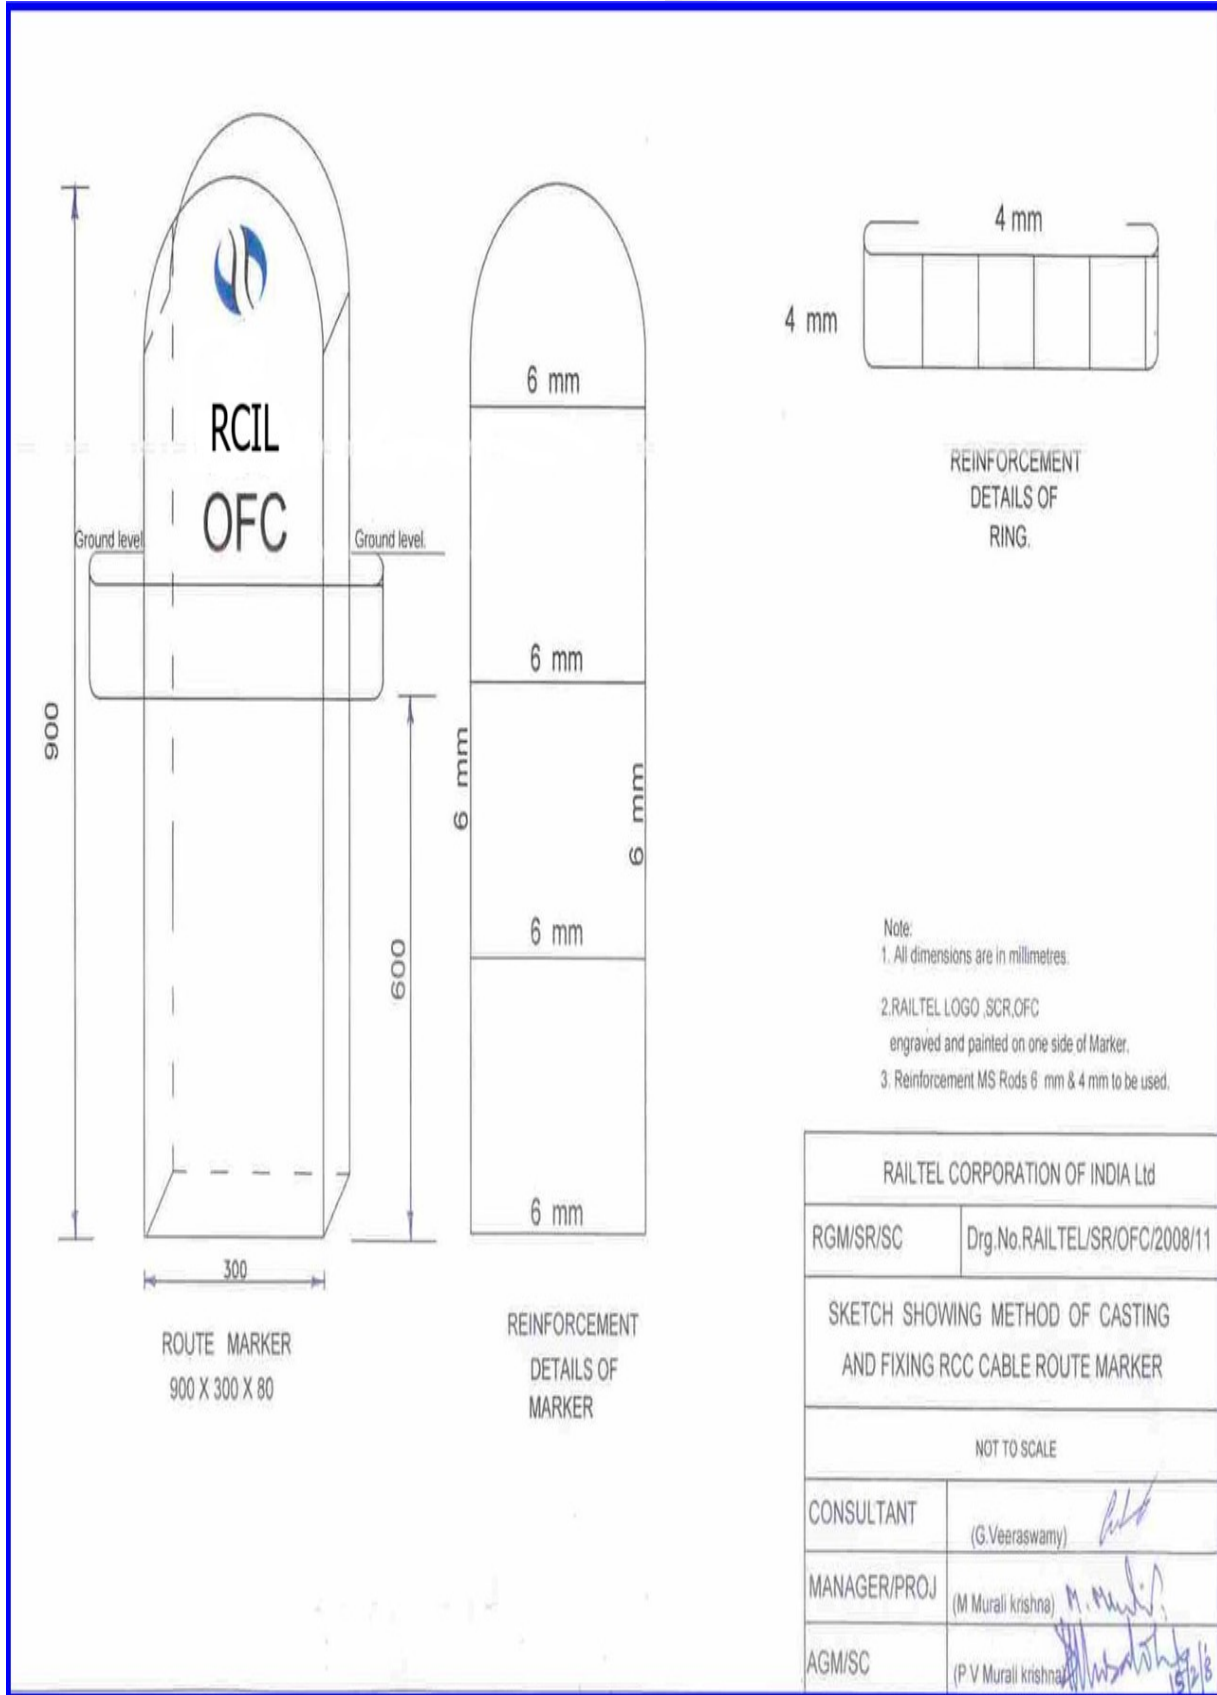 4 mm
4 mm
6 mm
RCIL
OFC
REINFORCEMENT
DETAILS OF
RING.
Ground level
Ground level.
6 mm
900
6 mm
6 mm
600
6 mm
6 mm
300
ROUTE MARKER
900 X 300 X 80
REINFORCEMENT
DETAILS OF
MARKER
Note:
1. All dimensions are in millimetres.
2.RAILTEL LOGO ,SCR,OFC
engraved and painted on one side of Marker.
3. Reinforcement MS Rods 6 mm & 4 mm to be used.
RAILTEL CORPORATION OF INDIA Ltd
RGM/SR/SC Drg.No.RAILTEL/SR/OFC/2008/11
SKETCH SHOWING METHOD OF CASTING
AND FIXING RCC CABLE ROUTE MARKER
NOT TO SCALE
CONSULTANT (G.Veeraswamy)
MANAGER/PROJ (M Murali krishna)
AGM/SC (P V Murali krishna